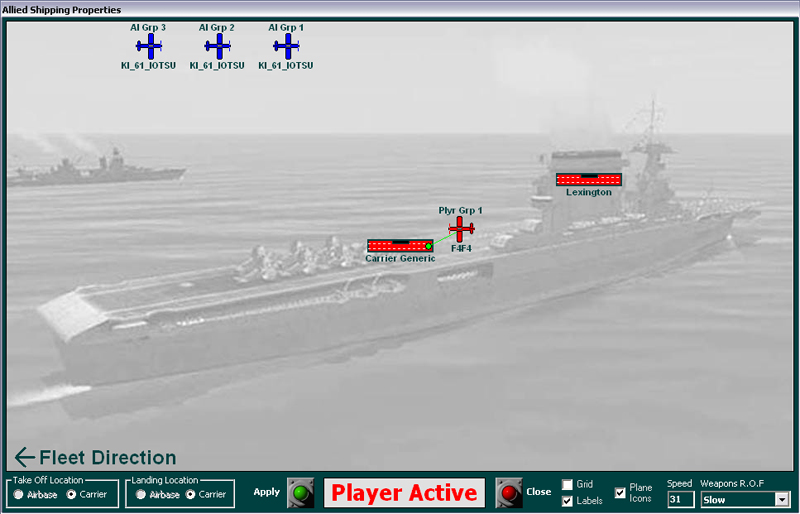 Allied Shipping Properties
AI Grp 3 AI Grp 2 AI Grp 1
KI_61_IOTSU KI_61_IOTSU KI_61_IOTSU
Lexington
Plyr Grp 1
F4F4
Carrier Generic
Fleet Direction
Take Off Location
Airbase Carrier
Landing Location
Airbase Carrier
Apply
Player Active
Close
Grid
Labels
Plane
Icons
Speed
31
Weapons R.O.F
Slow